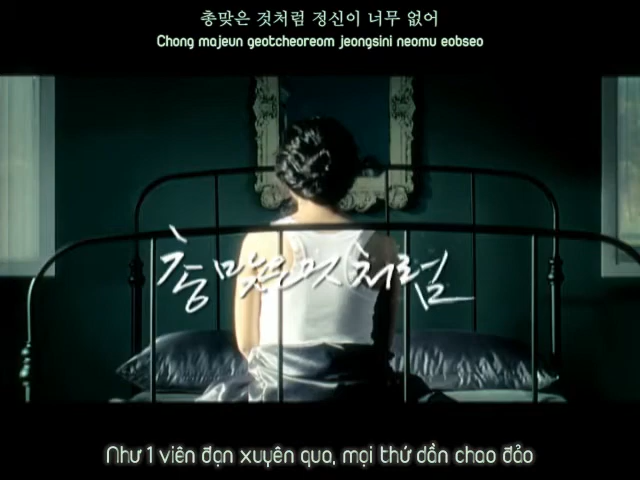 총맞은 것처럼 정신이 너무 없어
Chong majeun geotcheoreom jeongsini neomu eobseo
총맞은것처럼
Như 1 viên đạn xuyên qua, mọi thứ dần chao đảo